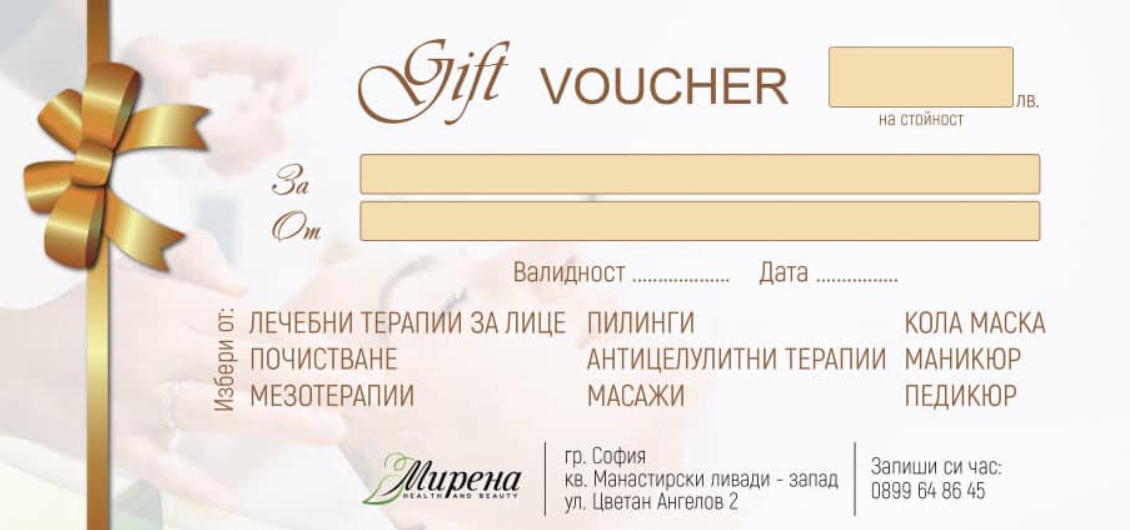 Gift VOUCHER
лв.
на стойност
За
От
Валидност ................... Дата ................
Избери от:
ЛЕЧЕБНИ ТЕРАПИИ ЗА ЛИЦЕ ПИЛИНГИ КОЛА МАСКА
ПОЧИСТВАНЕ АНТИЦЕЛУЛИТНИ ТЕРАПИИ МАНИКЮР
МЕЗОТЕРАПИИ МАСАЖИ ПЕДИКЮР
Мирена
HEALTH AND BEAUTY
гр. София
кв. Манастирски ливади - запад
ул. Цветан Ангелов 2
Запиши си час:
0899 64 86 45